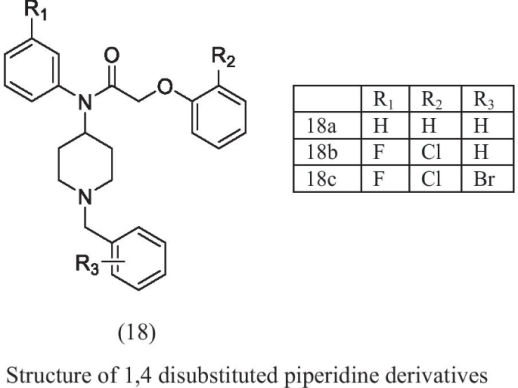 R1
O
R2
N
O
N
R3
R1 R2 R3
18a H H H
18b F Cl H
18c F Cl Br
(18)
Structure of 1,4 disubstituted piperidine derivatives